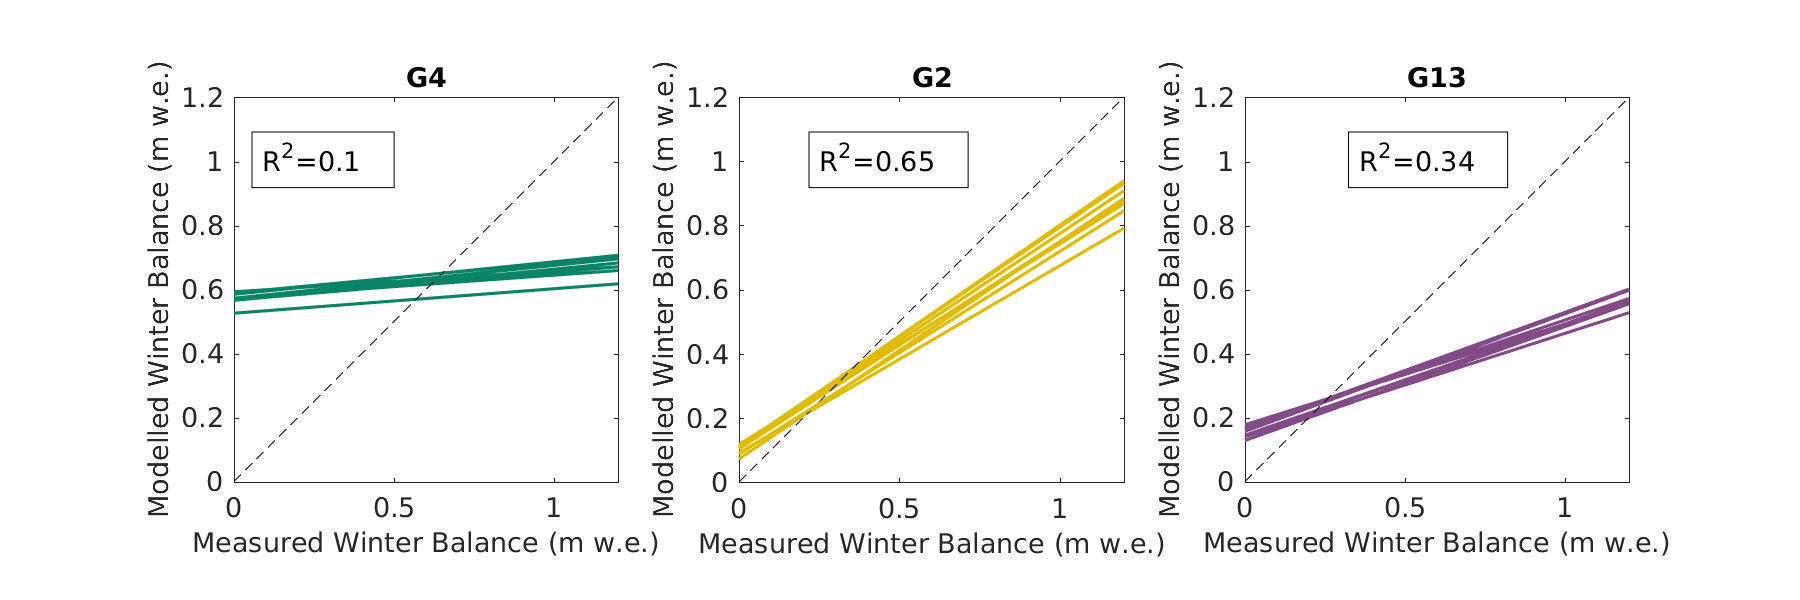 G4
Modelled Winter Balance (m w.e.)
1.2
1
0.8
0.6
0.4
0.2
0
R²=0.1
0 0.5 1
Measured Winter Balance (m w.e.)
G2
Modelled Winter Balance (m w.e.)
1.2
1
0.8
0.6
0.4
0.2
0
R²=0.65
0 0.5 1
Measured Winter Balance (m w.e.)
G13
Modelled Winter Balance (m w.e.)
1.2
1
0.8
0.6
0.4
0.2
0
R²=0.34
0 0.5 1
Measured Winter Balance (m w.e.)